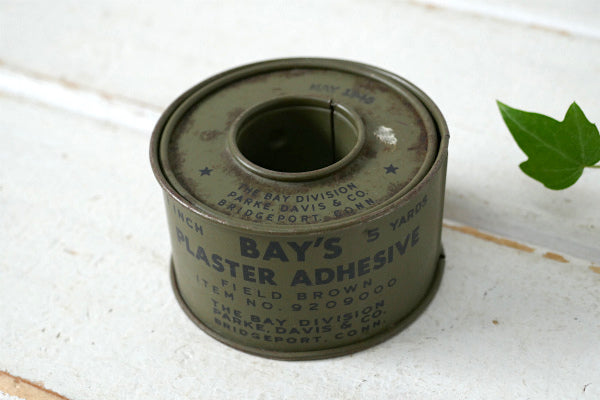 MAY 1945
THE BAY DIVISION
PARKE, DAVIS & CO.
BRIDGEPORT, CONN.
INCH
BAY'S
5 YARDS
PLASTER ADHESIVE
FIELD BROWN
ITEM NO. 9209000
THE BAY DIVISION
PARKE, DAVIS & CO.
BRIDGEPORT, CONN.